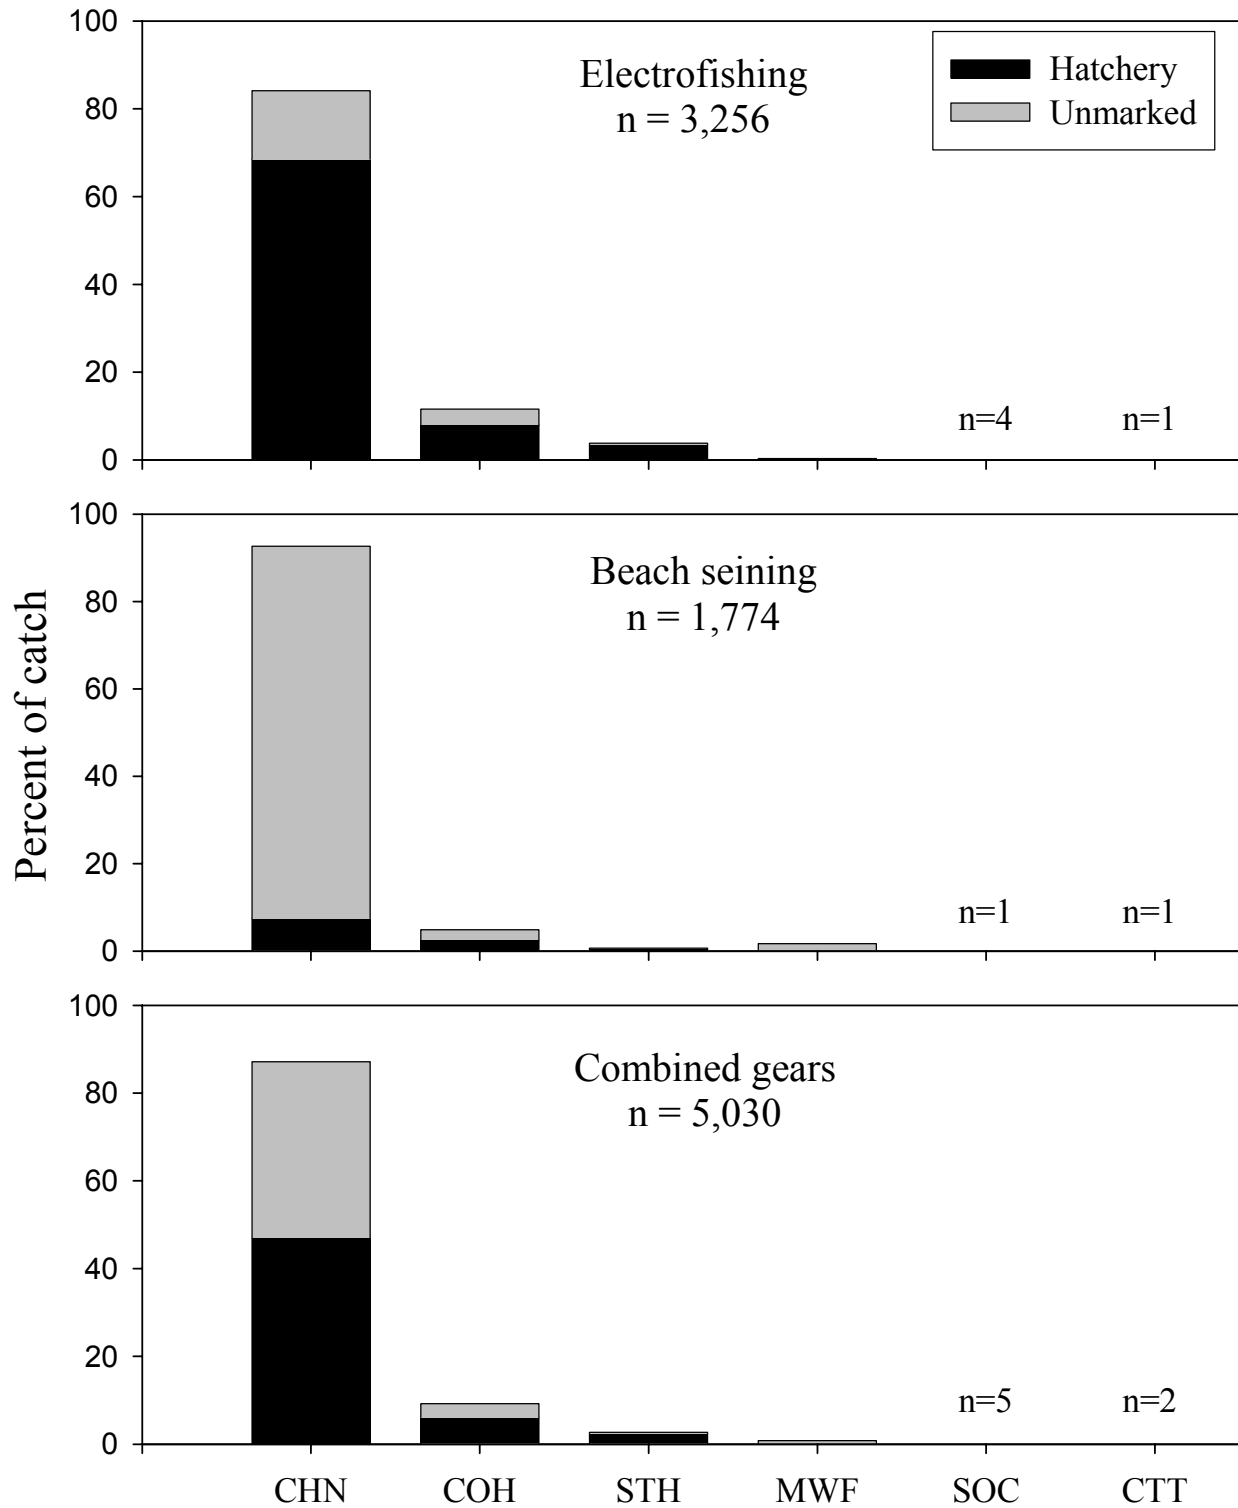 100
80
60
40
20
0
Electrofishing
n = 3,256
Hatchery
Unmarked
n=4
n=1
Percent of catch
100
80
60
40
20
0
Beach seining
n = 1,774
n=1
n=1
100
80
60
40
20
0
Combined gears
n = 5,030
n=5
n=2
CHN
COH
STH
MWF
SOC
CTT